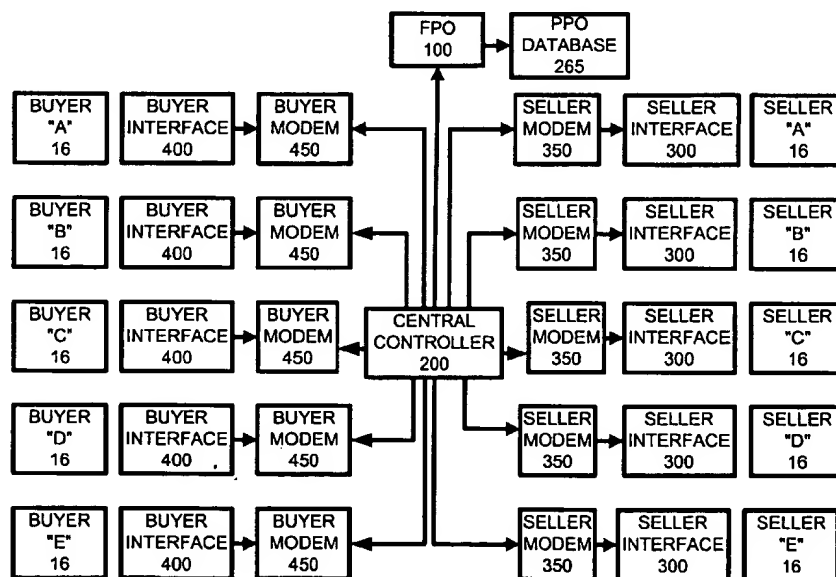 FPO
100
PPO
DATABASE
265
BUYER
"A"
16
BUYER
INTERFACE
400
BUYER
MODEM
450
SELLER
MODEM
350
SELLER
INTERFACE
300
SELLER
"A"
16
BUYER
"B"
16
BUYER
INTERFACE
400
BUYER
MODEM
450
SELLER
MODEM
350
SELLER
INTERFACE
300
SELLER
"B"
16
BUYER
"C"
16
BUYER
INTERFACE
400
BUYER
MODEM
450
CENTRAL
CONTROLLER
200
SELLER
MODEM
350
SELLER
INTERFACE
300
SELLER
"C"
16
BUYER
"D"
16
BUYER
INTERFACE
400
BUYER
MODEM
450
SELLER
MODEM
350
SELLER
INTERFACE
300
SELLER
"D"
16
BUYER
"E"
16
BUYER
INTERFACE
400
BUYER
MODEM
450
SELLER
MODEM
350
SELLER
INTERFACE
300
SELLER
"E"
16